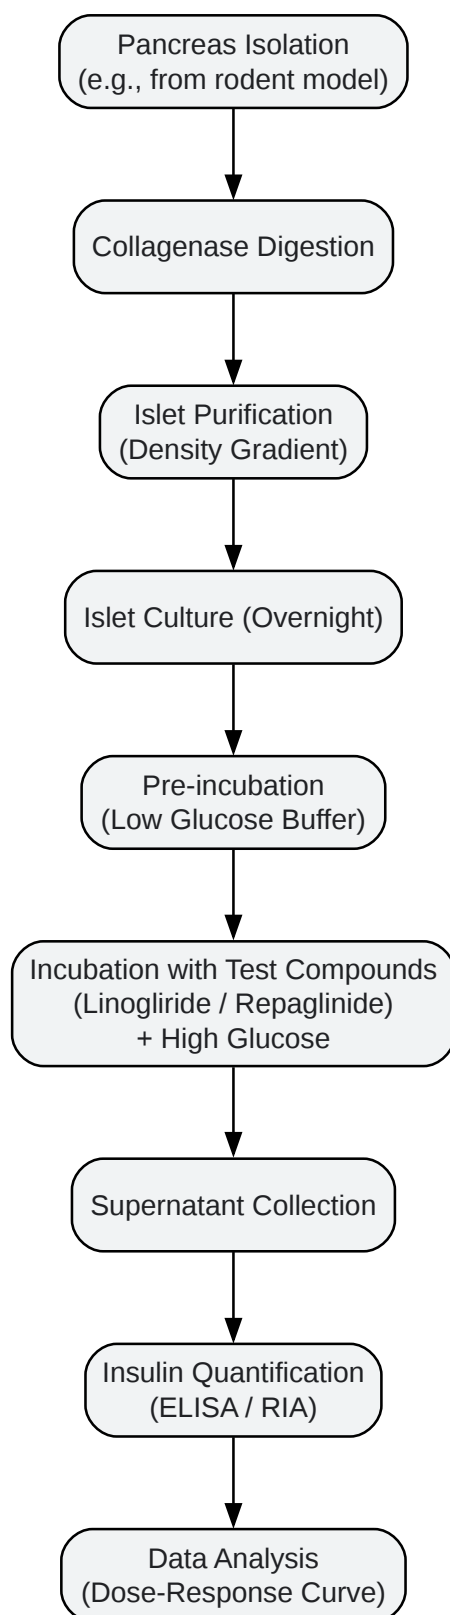 Pancreas Isolation
(e.g., from rodent model)
Collagenase Digestion
Islet Purification
(Density Gradient)
Islet Culture (Overnight)
Pre-incubation
(Low Glucose Buffer)
Incubation with Test Compounds
(Linogliride / Repaglinide)
+ High Glucose
Supernatant Collection
Insulin Quantification
(ELISA / RIA)
Data Analysis
(Dose-Response Curve)